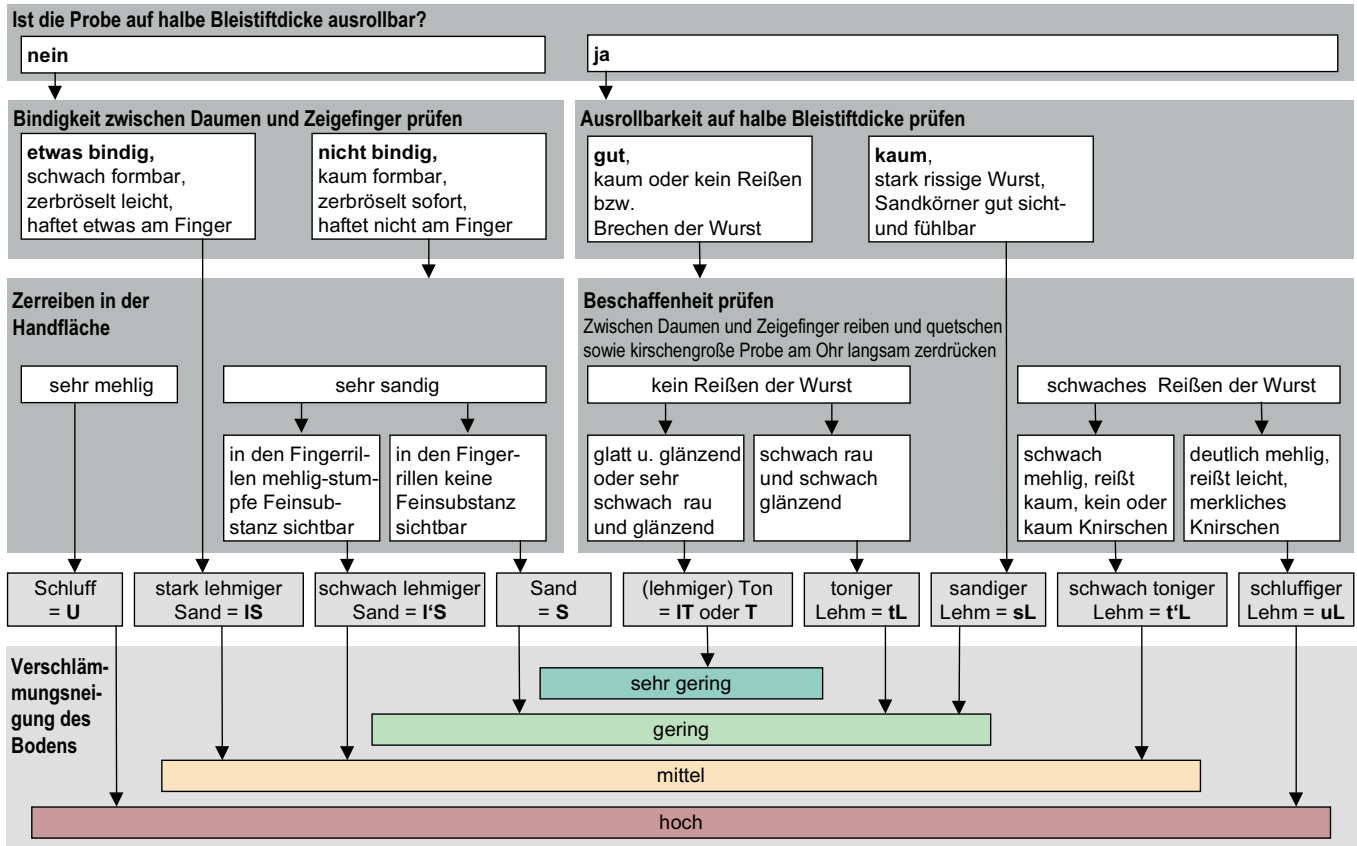 Ist die Probe auf halbe Bleistiftdicke ausrollbar?
nein
ja
Bindigkeit zwischen Daumen und Zeigefinger prüfen
etwas bindig,
schwach formbar,
zerbröselt leicht,
haftet etwas am Finger
nicht bindig,
kaum formbar,
zerbröselt sofort,
haftet nicht am Finger
Ausrollbarkeit auf halbe Bleistiftdicke prüfen
gut,
kaum oder kein Reißen
bzw.
Brechen der Wurst
kaum,
stark rissige Wurst,
Sandkörner gut sicht-
und fühlbar
Zerreiben in der
Handfläche
sehr mehlig
sehr sandig
in den Fingerril-
len mehlig-stum-
pfe Feinsub-
stanz sichtbar
in den Finger-
rillen keine
Feinsubstanz
sichtbar
Beschaffenheit prüfen
Zwischen Daumen und Zeigefinger reiben und quetschen
sowie kirschengroße Probe am Ohr langsam zerdrücken
kein Reißen der Wurst
schwaches Reißen der Wurst
glatt u. glänzend
oder sehr
schwach rau
und glänzend
schwach rau
und schwach
glänzend
schwach
mehlig, reißt
kaum, kein oder
kaum Knirschen
deutlich mehlig,
reißt leicht,
merkliches
Knirschen
Schluff
= U
stark lehmiger
Sand = lS
schwach lehmiger
Sand = l‘S
Sand
= S
(lehmiger) Ton
= lT oder T
toniger
Lehm = tL
sandiger
Lehm = sL
schwach toniger
Lehm = t‘L
schluffiger
Lehm = uL
Verschläm-
mungsnei-
gung des
Bodens
sehr gering
gering
mittel
hoch